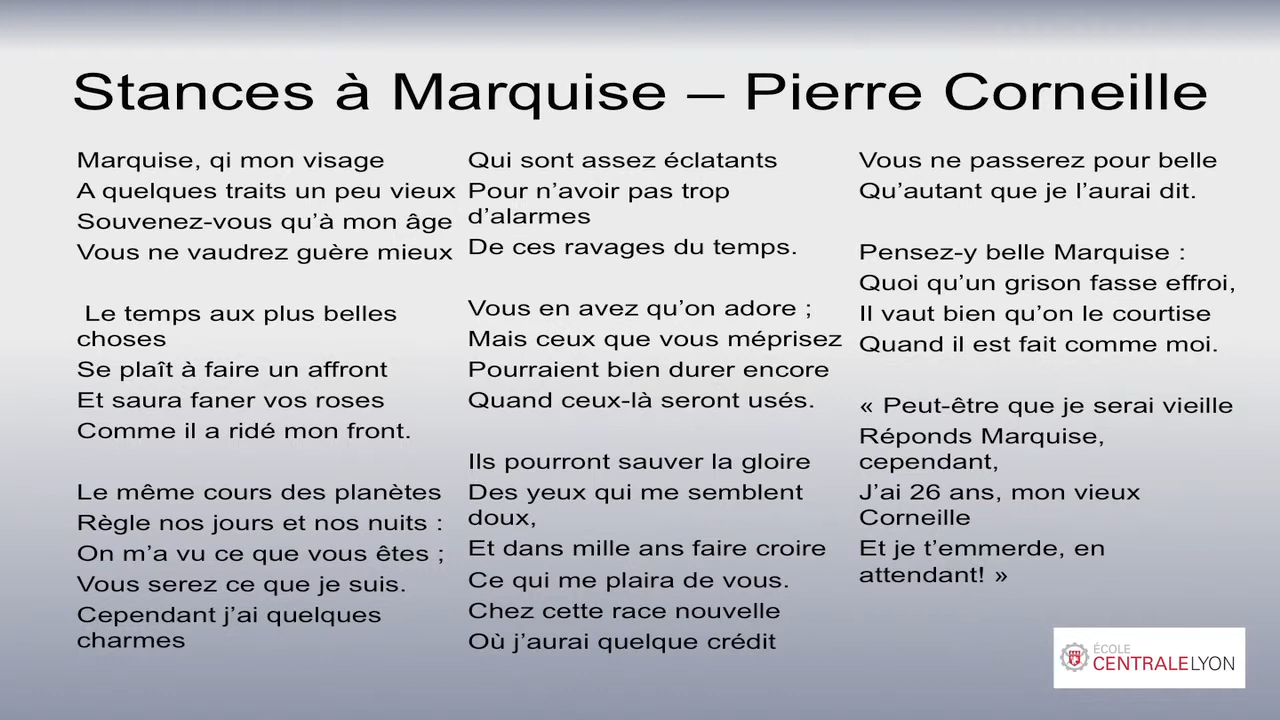 Stances à Marquise – Pierre Corneille
Marquise, qi mon visage
A quelques traits un peu vieux
Souvenez-vous qu’à mon âge
Vous ne vaudrez guère mieux
Le temps aux plus belles
choses
Se plaît à faire un affront
Et saura faner vos roses
Comme il a ridé mon front.
Le même cours des planètes
Règle nos jours et nos nuits :
On m’a vu ce que vous êtes ;
Vous serez ce que je suis.
Cependant j’ai quelques
charmes
Qui sont assez éclatants
Pour n’avoir pas trop
d’alarmes
De ces ravages du temps.
Vous en avez qu’on adore ;
Mais ceux que vous méprisez
Pourraient bien durer encore
Quand ceux-là seront usés.
Ils pourront sauver la gloire
Des yeux qui me semblent
doux,
Et dans mille ans faire croire
Ce qui me plaira de vous.
Chez cette race nouvelle
Où j’aurai quelque crédit
Vous ne passerez pour belle
Qu’autant que je l’aurai dit.
Pensez-y belle Marquise :
Quoi qu’un grison fasse effroi,
Il vaut bien qu’on le courtise
Quand il est fait comme moi.
« Peut-être que je serai vieille
Réponds Marquise,
cependant,
J’ai 26 ans, mon vieux
Corneille
Et je t’emmerde, en
attendant! »
ÉCOLE
CENTRALELYON